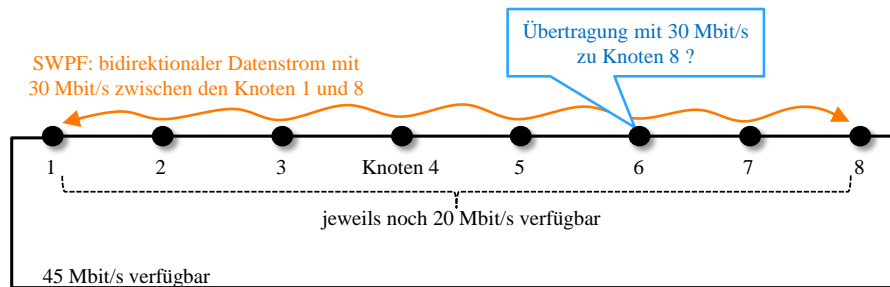 Übertragung mit 30 Mbit/s
zu Knoten 8 ?
SWPF: bidirektionaler Datenstrom mit
30 Mbit/s zwischen den Knoten 1 und 8
1 2 3 Knoten 4 5 6 7 8
jeweils noch 20 Mbit/s verfügbar
45 Mbit/s verfügbar